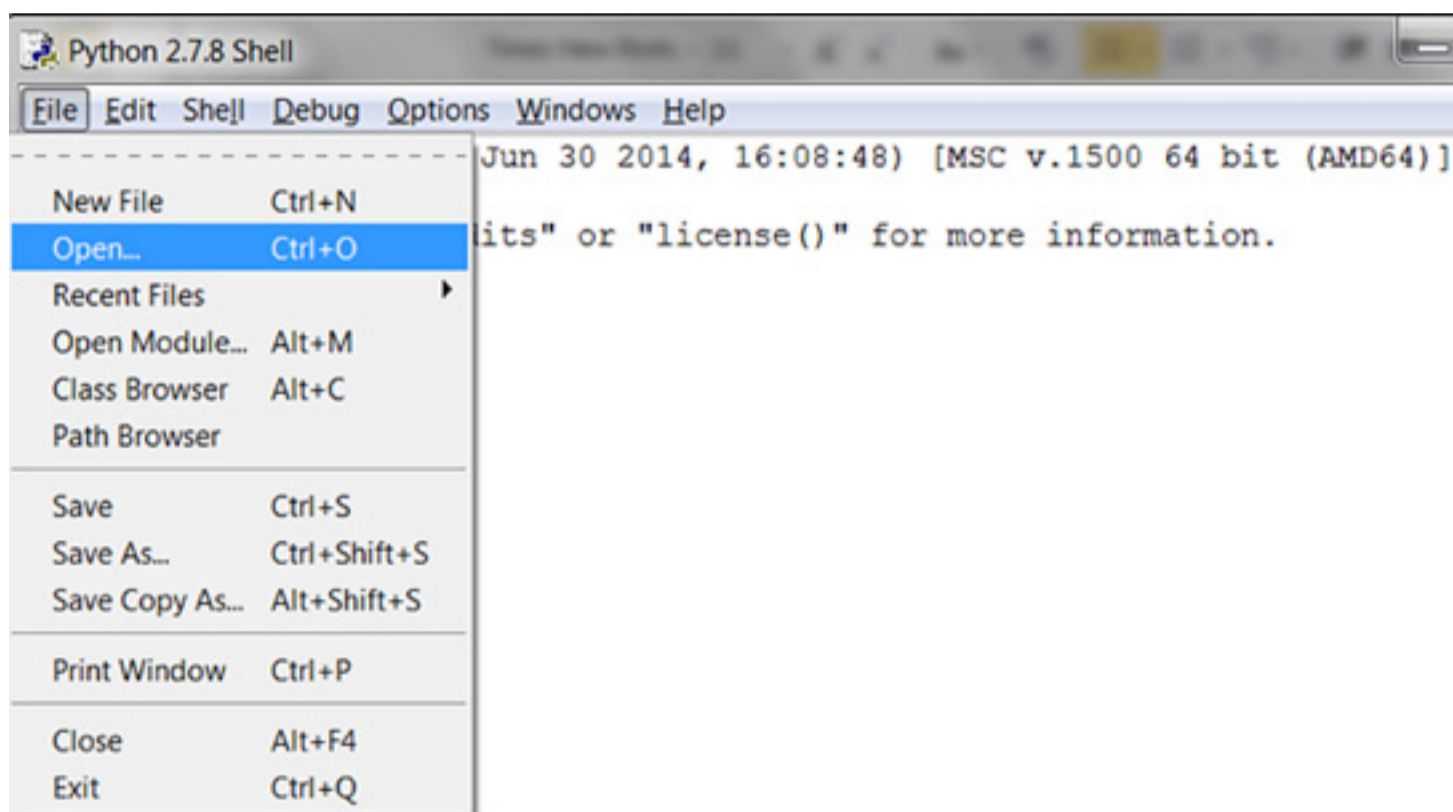 Python 2.7.8 Shell
File Edit Shell Debug Options Windows Help
Jun 30 2014, 16:08:48) [MSC v.1500 64 bit (AMD64)]
New File Ctrl+N
its" or "license()" for more information.
Open... Ctrl+O
Recent Files
Open Module... Alt+M
Class Browser Alt+C
Path Browser
Save Ctrl+S
Save As... Ctrl+Shift+S
Save Copy As... Alt+Shift+S
Print Window Ctrl+P
Close Alt+F4
Exit Ctrl+Q